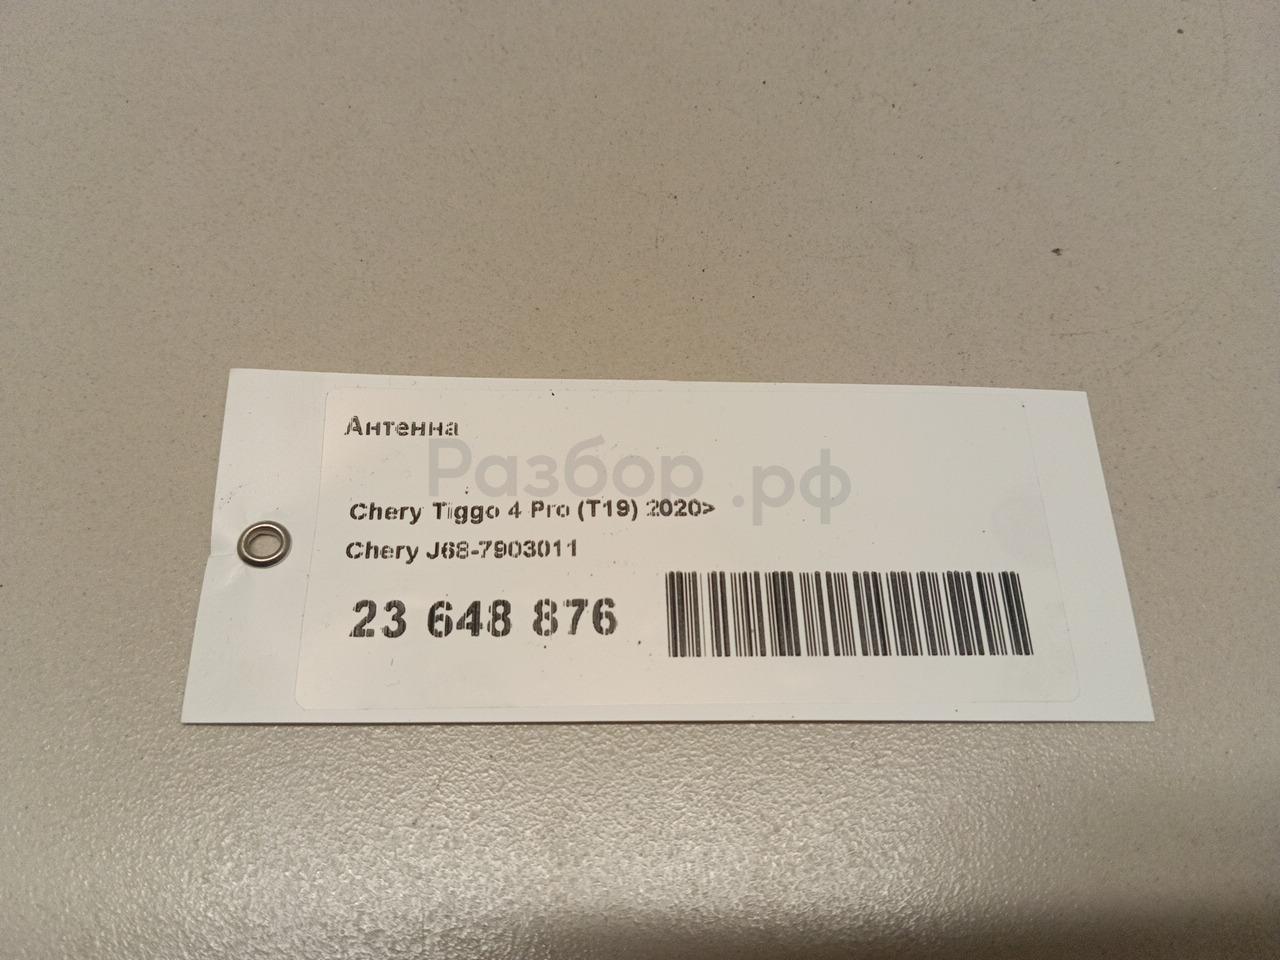 Антенна
Разбор.рф
Chery Tiggo 4 Pro (T19) 2020>
Chery J68-7903011
23 648 876